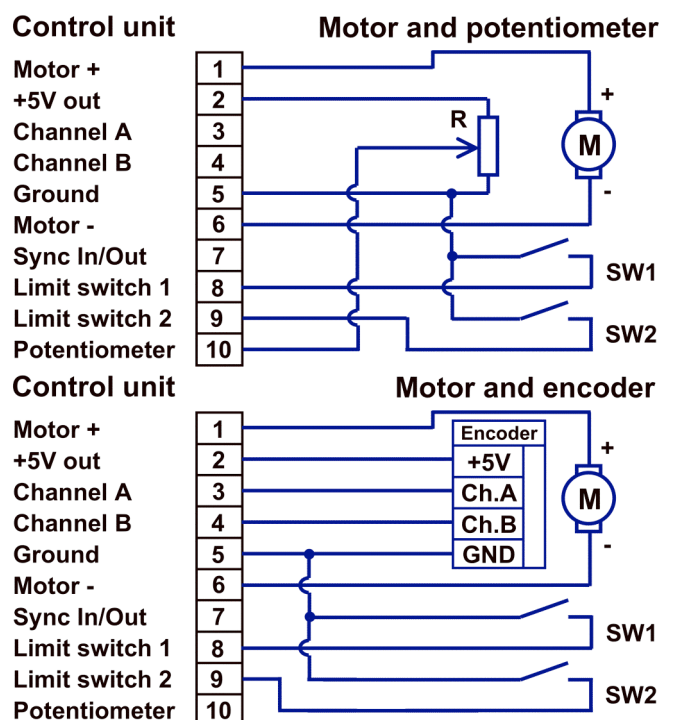 Control unit Motor and potentiometer
Motor + 1
+5V out 2 +
Channel A 3 R
Channel B 4 M
Ground 5 -
Motor - 6
Sync In/Out 7
Limit switch 1 8 SW1
Limit switch 2 9
Potentiometer 10 SW2
Control unit Motor and encoder
Motor + 1 Encoder
+5V out 2 +5V +
Channel A 3 Ch.A M
Channel B 4 Ch.B
Ground 5 GND -
Motor - 6
Sync In/Out 7
Limit switch 1 8 SW1
Limit switch 2 9
Potentiometer 10 SW2